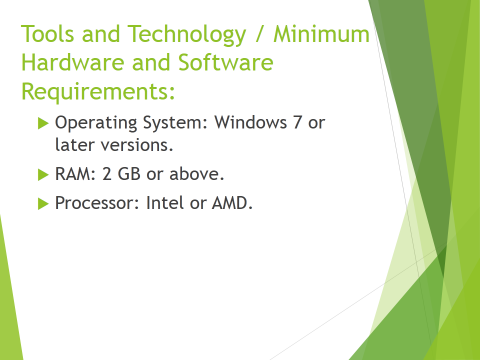 Tools and Technology / Minimum
Hardware and Software
Requirements:
Operating System: Windows 7 or
later versions.
RAM: 2 GB or above.
Processor: Intel or AMD.